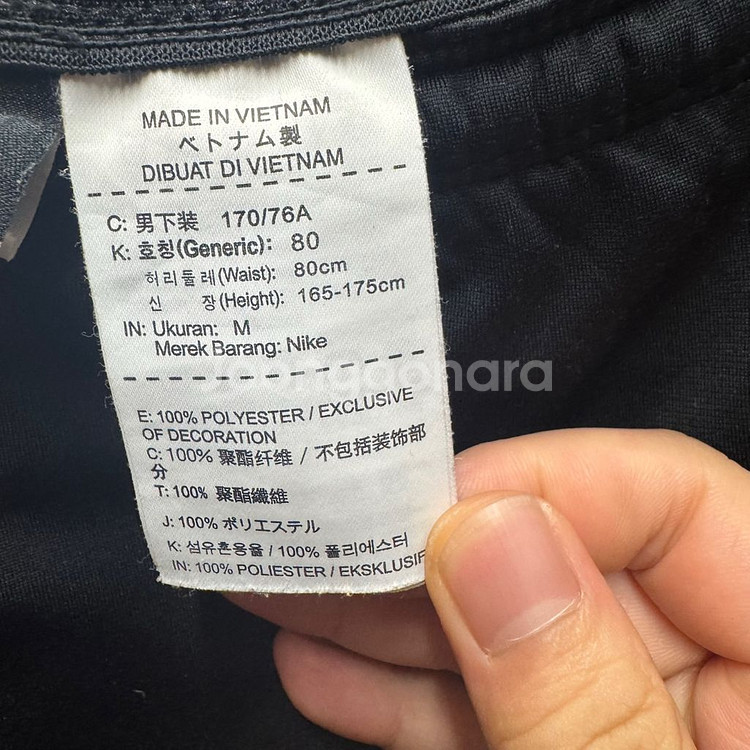 MADE IN VIETNAM
ベトナム製
DIBUAT DI VIETNAM
C: 男下装 170/76A
K: 호칭(Generic): 80
허리둘레(Waist): 80cm
신 장(Height): 165-175cm
IN: Ukuran: M
Merek Barang: Nike
E: 100% POLYESTER / EXCLUSIVE
OF DECORATION
C: 100% 聚酯纤维 / 不包括装饰部
分
T: 100% 聚酯纖維
J: 100% ポリエステル
K: 섬유혼용율 / 100% 폴리에스터
IN: 100% POLIESTER / EKSKLUSIF